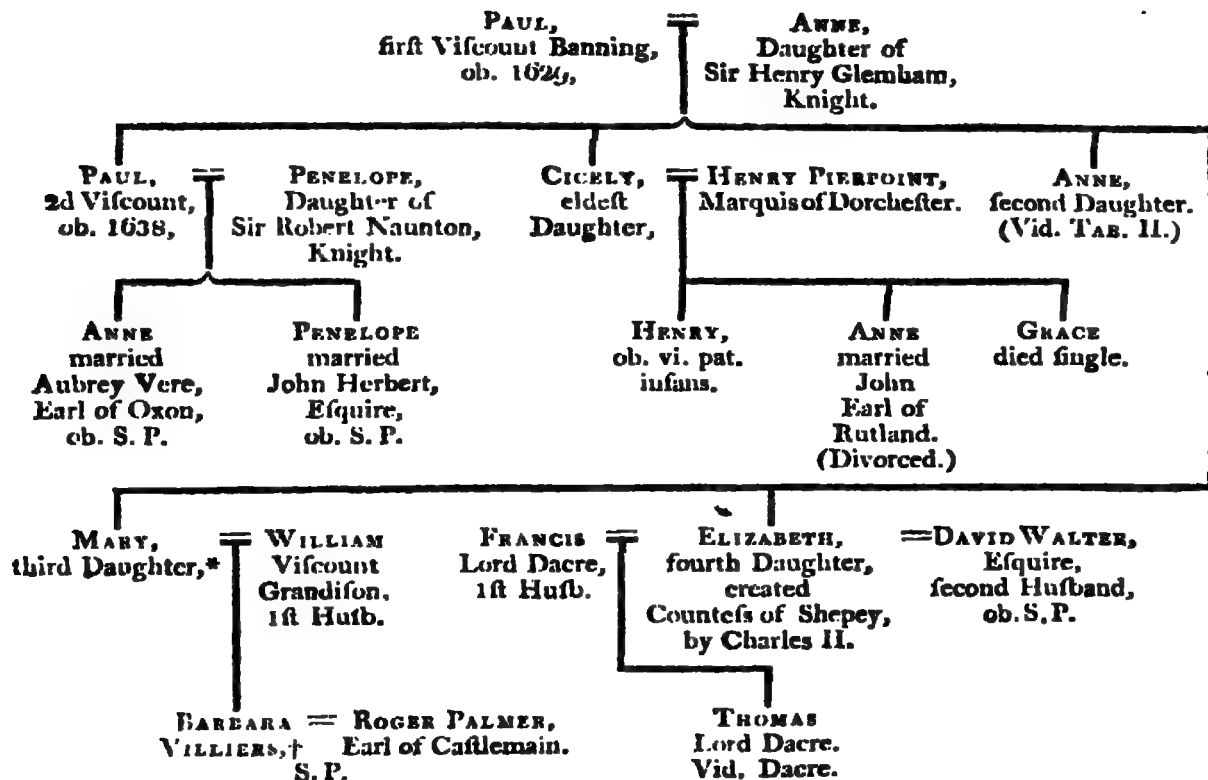 PAUL,
firſt Viſcount Banning,
ob. 1629,
ANNE,
Daughter of
Sir Henry Glemham,
Knight.
PAUL,
2d Viſcount,
ob. 1638,
PENELOPE,
Daughter of
Sir Robert Naunton,
Knight.
CICELY,
eldeſt
Daughter,
HENRY PIERPOINT,
Marquis of Dorcheſter.
ANNE,
ſecond Daughter.
(Vid. TAB. II.)
ANNE
married
Aubrey Vere,
Earl of Oxon,
ob. S. P.
PENELOPE
married
John Herbert,
Eſquire,
ob. S. P.
HENRY,
ob. vi. pat.
infans.
ANNE
married
John
Earl of
Rutland.
(Divorced.)
GRACE
died ſingle.
MARY,
third Daughter,*
WILLIAM
Viſcount
Grandiſon,
1ſt Huſb.
FRANCIS
Lord Dacre,
1ſt Huſb.
ELIZABETH,
fourth Daughter,
created
Counteſs of Shepey,
by Charles II.
=DAVID WALTER,
Eſquire,
ſecond Huſband,
ob. S. P.
BARBARA = ROGER PALMER,
VILLIERS,† Earl of Caſtlemain.
S. P.
THOMAS
Lord Dacre.
Vid. Dacre.